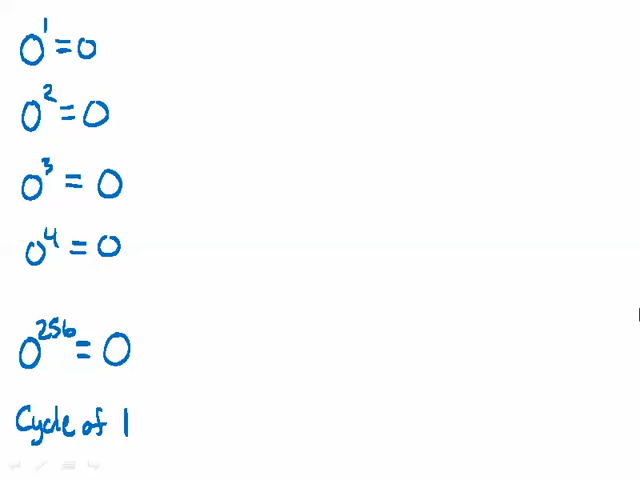 0¹ = 0
0² = 0
0³ = 0
0⁴ = 0
0²⁵⁶ = 0
Cycle of 1